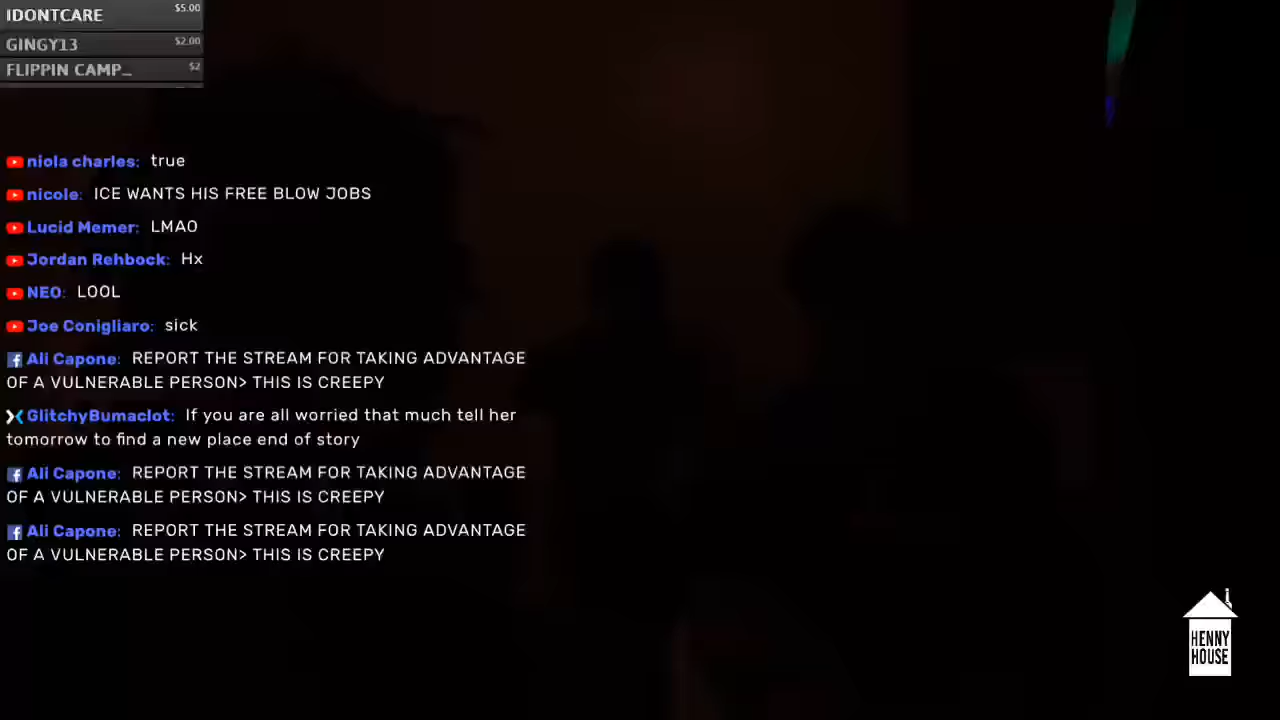 IDONTCARE $5.00
GINGY13 $2.00
FLIPPIN CAMP_ $2
niola charles: true
nicole: ICE WANTS HIS FREE BLOW JOBS
Lucid Memer: LMAO
Jordan Rehbock: Hx
NEO: LOOL
Joe Conigliaro: sick
Ali Capone: REPORT THE STREAM FOR TAKING ADVANTAGE
OF A VULNERABLE PERSON> THIS IS CREEPY
GlitchyBumaclot: If you are all worried that much tell her
tomorrow to find a new place end of story
Ali Capone: REPORT THE STREAM FOR TAKING ADVANTAGE
OF A VULNERABLE PERSON> THIS IS CREEPY
Ali Capone: REPORT THE STREAM FOR TAKING ADVANTAGE
OF A VULNERABLE PERSON> THIS IS CREEPY
HENNY
HOUSE